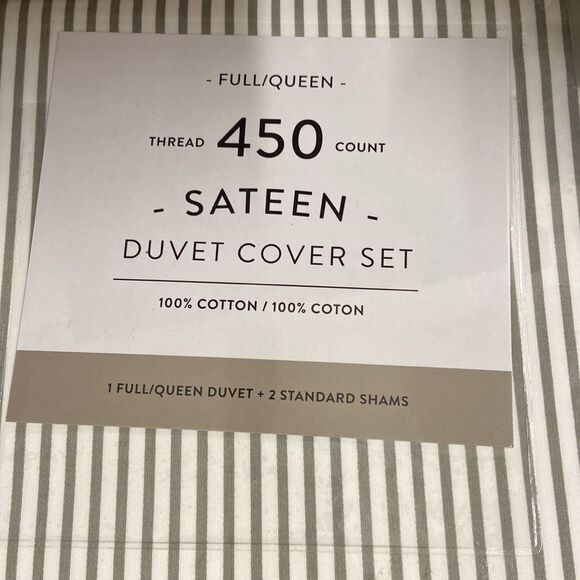 - FULL/QUEEN -
THREAD 450 COUNT
- SATEEN -
DUVET COVER SET
100% COTTON / 100% COTON
1 FULL/QUEEN DUVET + 2 STANDARD SHAMS